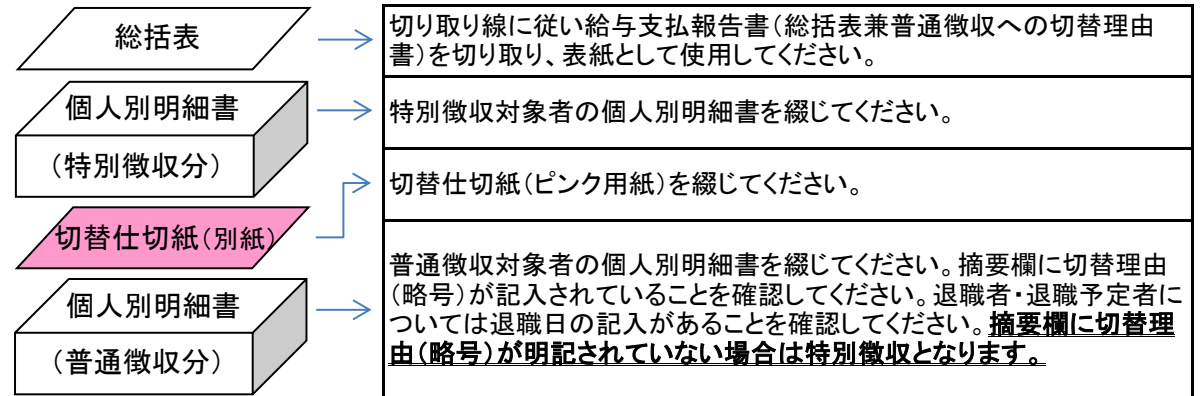 総括表
切り取り線に従い給与支払報告書（総括表兼普通徴収への切替理由
書）を切り取り、表紙として使用してください。
個人別明細書
（特別徴収分）
特別徴収対象者の個人別明細書を綴じてください。
切替仕切紙（別紙）
切替仕切紙（ピンク用紙）を綴じてください。
個人別明細書
（普通徴収分）
普通徴収対象者の個人別明細書を綴じてください。摘要欄に切替理由
（略号）が記入されていることを確認してください。退職者・退職予定者に
ついては退職日の記入があることを確認してください。摘要欄に切替理
由（略号）が明記されていない場合は特別徴収となります。